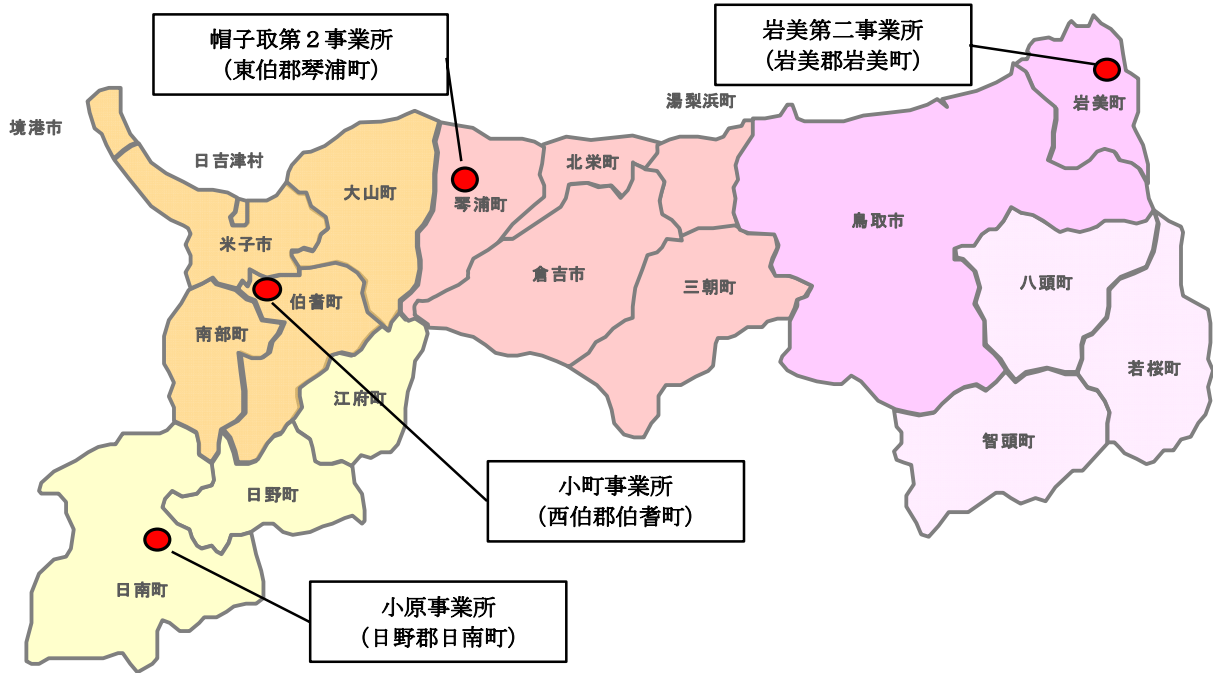 帽子取第２事業所
（東伯郡琴浦町）
岩美第二事業所
（岩美郡岩美町）
湯梨浜町
岩美町
境港市
日吉津村
北栄町
大山町
琴浦町
鳥取市
米子市
倉吉市
三朝町
八頭町
伯耆町
南部町
若桜町
江府町
智頭町
小町事業所
（西伯郡伯耆町）
日野町
日南町
小原事業所
（日野郡日南町）